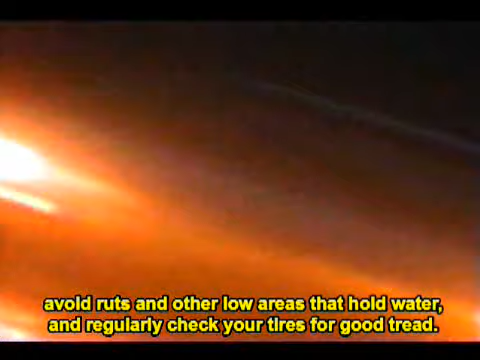 avoid ruts and other low areas that hold water,
and regularly check your tires for good tread.